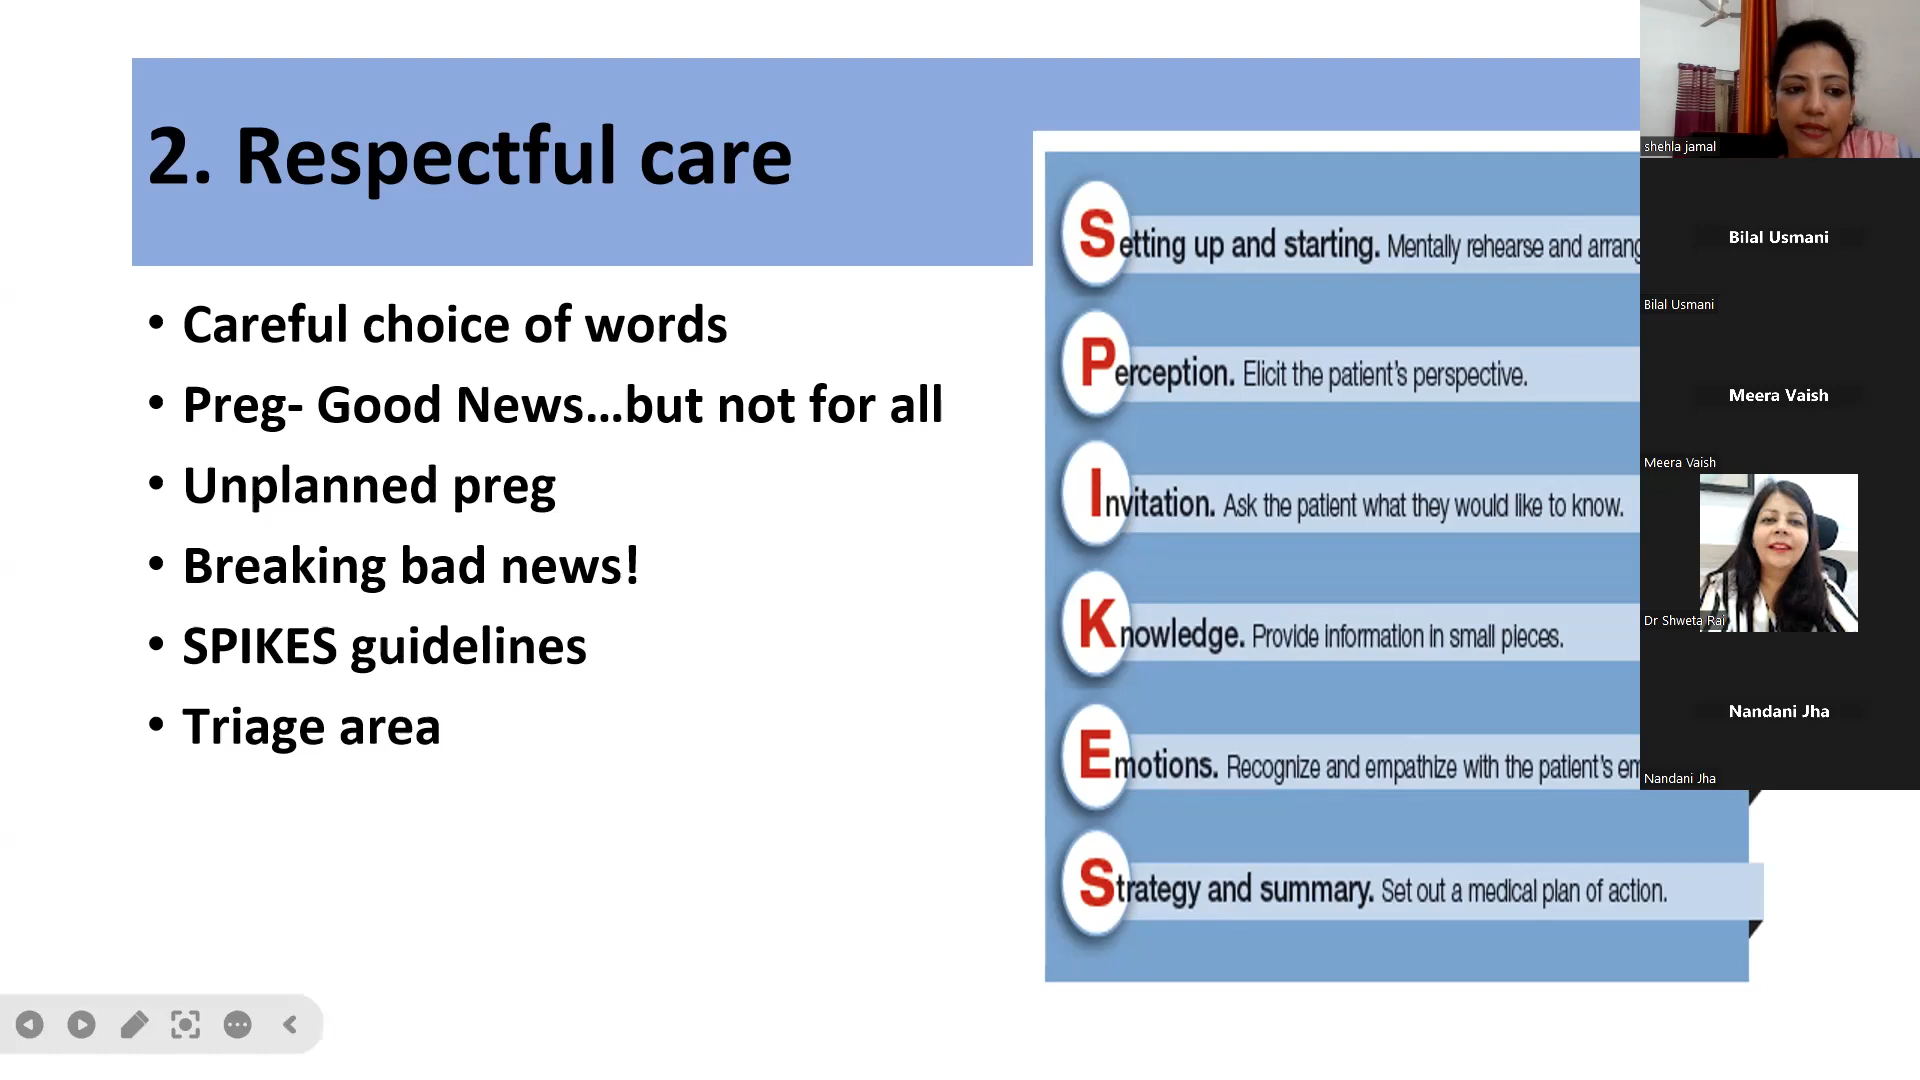 2. Respectful care
• Careful choice of words
• Preg- Good News...but not for all
• Unplanned preg
• Breaking bad news!
• SPIKES guidelines
• Triage area
Setting up and starting. Mentally rehearse and
Perception. Elicit the patient's perspective.
Invitation. Ask the patient what they would like to know.
Knowledge. Provide information in small pieces.
Emotions. Recognize and empathize with the patient's
Strategy and summary. Set out a medical plan of action.
shehla jamal
Bilal Usmani
Bilal Usmani
Meera Vaish
Meera Vaish
Dr Shweta Rai
Nandani Jha
Nandani Jha